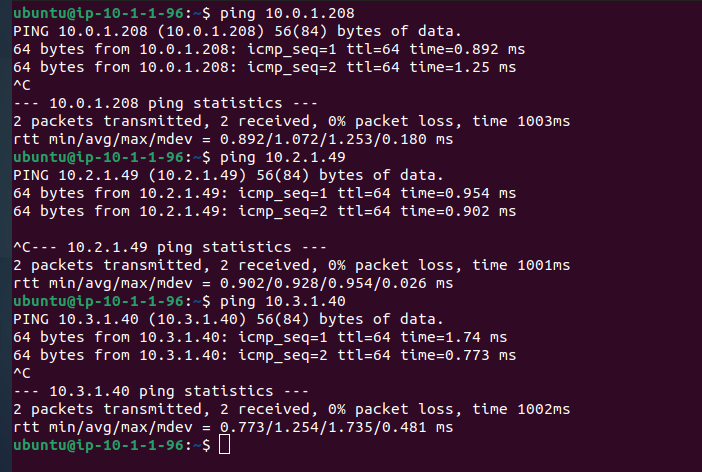 ubuntu@ip-10-1-1-96:~$ ping 10.0.1.208
PING 10.0.1.208 (10.0.1.208) 56(84) bytes of data.
64 bytes from 10.0.1.208: icmp_seq=1 ttl=64 time=0.892 ms
64 bytes from 10.0.1.208: icmp_seq=2 ttl=64 time=1.25 ms
^C
--- 10.0.1.208 ping statistics ---
2 packets transmitted, 2 received, 0% packet loss, time 1003ms
rtt min/avg/max/mdev = 0.892/1.072/1.253/0.180 ms
ubuntu@ip-10-1-1-96:~$ ping 10.2.1.49
PING 10.2.1.49 (10.2.1.49) 56(84) bytes of data.
64 bytes from 10.2.1.49: icmp_seq=1 ttl=64 time=0.954 ms
64 bytes from 10.2.1.49: icmp_seq=2 ttl=64 time=0.902 ms
^C--- 10.2.1.49 ping statistics ---
2 packets transmitted, 2 received, 0% packet loss, time 1001ms
rtt min/avg/max/mdev = 0.902/0.928/0.954/0.026 ms
ubuntu@ip-10-1-1-96:~$ ping 10.3.1.40
PING 10.3.1.40 (10.3.1.40) 56(84) bytes of data.
64 bytes from 10.3.1.40: icmp_seq=1 ttl=64 time=1.74 ms
64 bytes from 10.3.1.40: icmp_seq=2 ttl=64 time=0.773 ms
^C
--- 10.3.1.40 ping statistics ---
2 packets transmitted, 2 received, 0% packet loss, time 1002ms
rtt min/avg/max/mdev = 0.773/1.254/1.735/0.481 ms
ubuntu@ip-10-1-1-96:~$